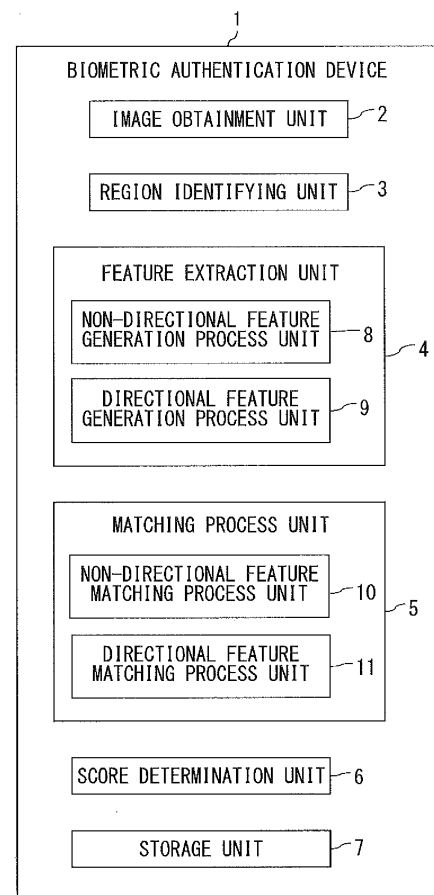 1
BIOMETRIC AUTHENTICATION DEVICE
IMAGE OBTAINMENT UNIT 2
REGION IDENTIFYING UNIT 3
FEATURE EXTRACTION UNIT
NON-DIRECTIONAL FEATURE
GENERATION PROCESS UNIT 8
4
DIRECTIONAL FEATURE
GENERATION PROCESS UNIT 9
MATCHING PROCESS UNIT
NON-DIRECTIONAL FEATURE
MATCHING PROCESS UNIT 10
5
DIRECTIONAL FEATURE
MATCHING PROCESS UNIT 11
SCORE DETERMINATION UNIT 6
STORAGE UNIT 7